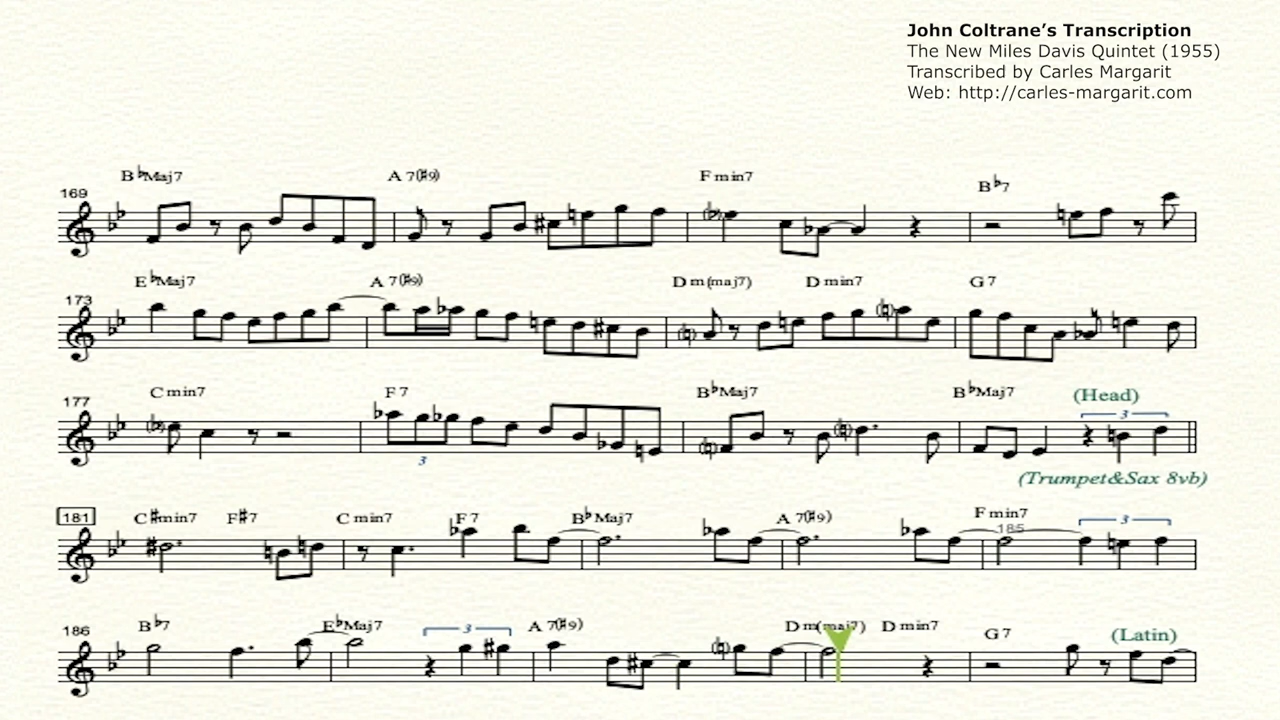 John Coltrane’s Transcription
The New Miles Davis Quintet (1955)
Transcribed by Carles Margarit
Web: http://carles-margarit.com
B♭Maj7 A 7(♯9) F min7 B♭7
169
E♭Maj7 A 7(♯9) D m(maj7) D min7 G 7
173
C min7 F 7 B♭Maj7 B♭Maj7 (Head)
177
3
3
(Trumpet&Sax 8vb)
181 C♯min7 F♯7 C min7 F 7 B♭Maj7 A 7(♯9) F min7
185
3
186 B♭7 E♭Maj7 3 A 7(♯9) D m(maj7) D min7 G 7 (Latin)